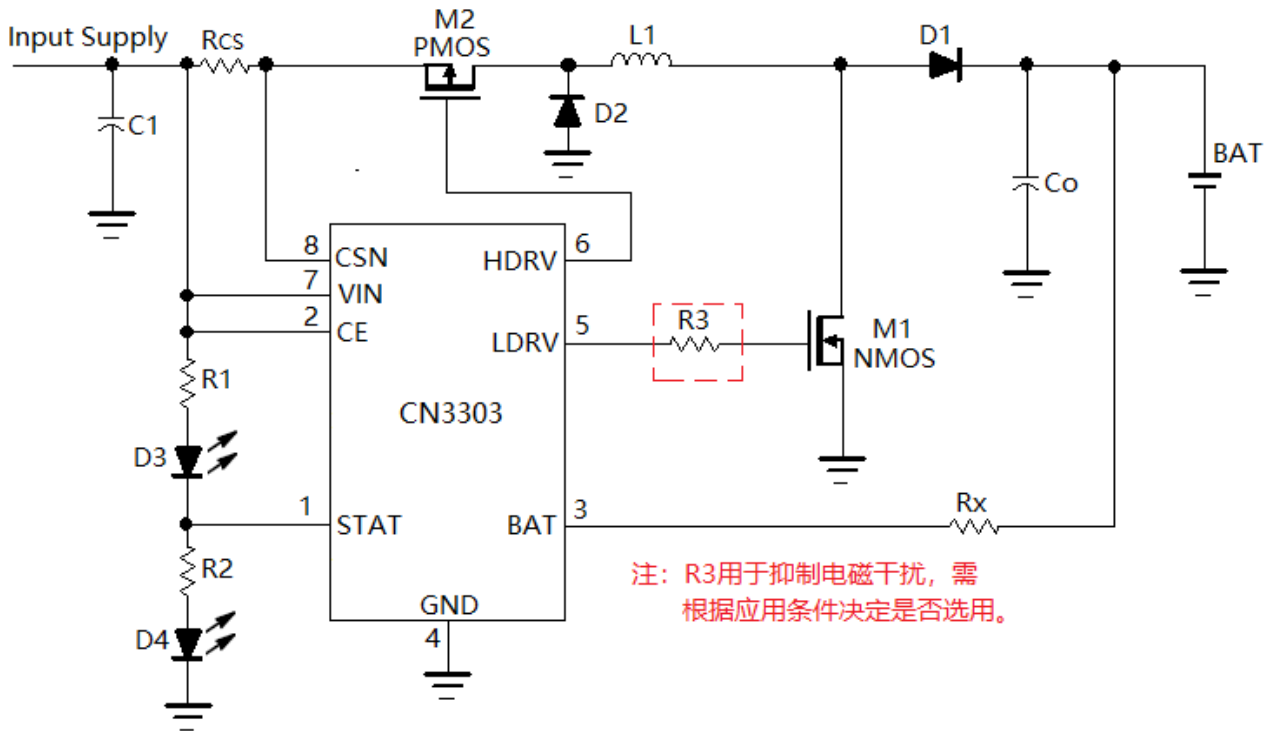 M2
PMOS
L1
D1
Input Supply
RCS
C1
D2
BAT
Co
8
CSN
HDRV
6
7
VIN
2
CE
LDRV
5
R3
M1
NMOS
R1
CN3303
D3
1
STAT
BAT
3
Rx
R2
注：R3用于抑制电磁干扰，需
根据应用条件决定是否选用。
GND
4
D4